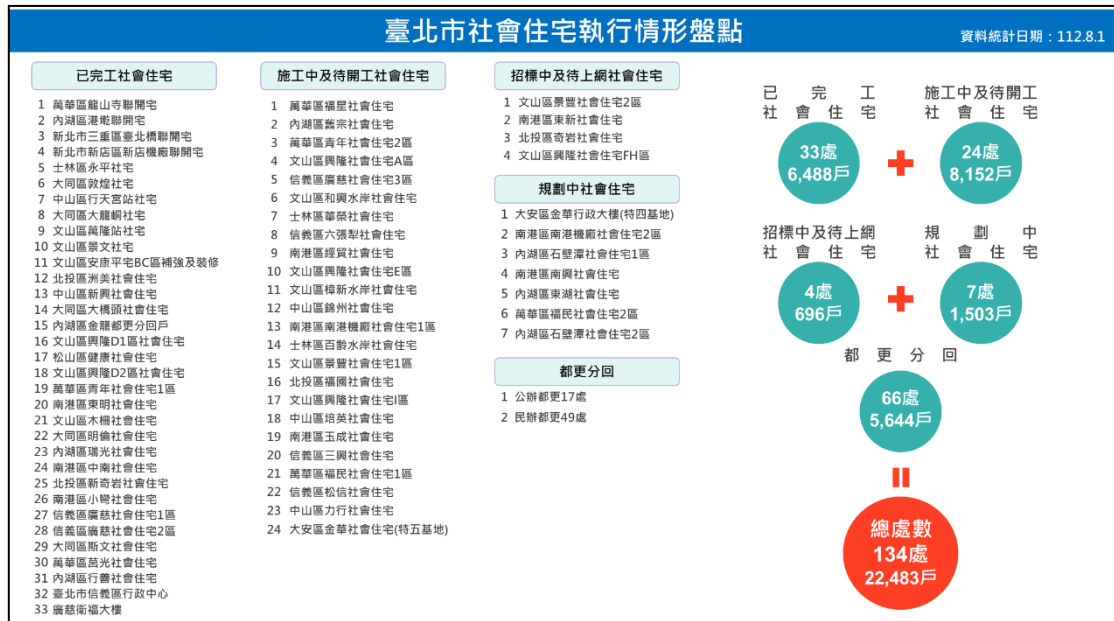 臺北市社會住宅執行情形盤點
資料統計日期：112.8.1
已完工社會住宅
1 萬華區龍山寺聯開宅
2 內湖區港墘聯開宅
3 新北市三重區臺北橋聯開宅
4 新北市新店區新店機廠聯開宅
5 士林區永平社宅
6 大同區敦煌社宅
7 中山區行天宮站社宅
8 大同區大龍峒社宅
9 文山區萬隆站社宅
10 文山區景文社宅
11 文山區安康平宅BC區補強及裝修
12 北投區洲美社會住宅
13 中山區新興社會住宅
14 大同區大橋頭社會住宅
15 內湖區金龍都更分回戶
16 文山區興隆D1區社會住宅
17 松山區健康社會住宅
18 文山區興隆D2區社會住宅
19 萬華區青年社會住宅1區
20 南港區東明社會住宅
21 文山區木柵社會住宅
22 大同區明倫社會住宅
23 內湖區瑞光社會住宅
24 南港區中南社會住宅
25 北投區新奇岩社會住宅
26 南港區小彎社會住宅
27 信義區廣慈社會住宅1區
28 信義區廣慈社會住宅2區
29 大同區斯文社會住宅
30 萬華區莒光社會住宅
31 內湖區行善社會住宅
32 臺北市信義區行政中心
33 廣慈衛福大樓
施工中及待開工社會住宅
1 萬華區福星社會住宅
2 內湖區舊宗社會住宅
3 萬華區青年社會住宅2區
4 文山區興隆社會住宅A區
5 信義區廣慈社會住宅3區
6 文山區和興水岸社會住宅
7 士林區華榮社會住宅
8 信義區六張犁社會住宅
9 南港區經貿社會住宅
10 文山區興隆社會住宅E區
11 文山區樟新水岸社會住宅
12 中山區錦州社會住宅
13 南港區南港機廠社會住宅1區
14 士林區百齡水岸社會住宅
15 文山區景豐社會住宅1區
16 北投區福國社會住宅
17 文山區興隆社會住宅I區
18 中山區培英社會住宅
19 南港區玉成社會住宅
20 信義區三興社會住宅
21 萬華區福民社會住宅1區
22 信義區松信社會住宅
23 中山區力行社會住宅
24 大安區金華社會住宅(特五基地)
招標中及待上網社會住宅
1 文山區景豐社會住宅2區
2 南港區東新社會住宅
3 北投區奇岩社會住宅
4 文山區興隆社會住宅FH區
規劃中社會住宅
1 大安區金華行政大樓(特四基地)
2 南港區南港機廠社會住宅2區
3 內湖區石壁潭社會住宅1區
4 南港區南興社會住宅
5 內湖區東湖社會住宅
6 萬華區福民社會住宅2區
7 內湖區石壁潭社會住宅2區
都更分回
1 公辦都更17處
2 民辦都更49處
已完工
社會住宅
33處
6,488戶
+
施工中及待開工
社會住宅
24處
8,152戶
招標中及待上網
社會住宅
4處
696戶
+
規劃中
社會住宅
7處
1,503戶
都更分回
66處
5,644戶
總處數
134處
22,483戶